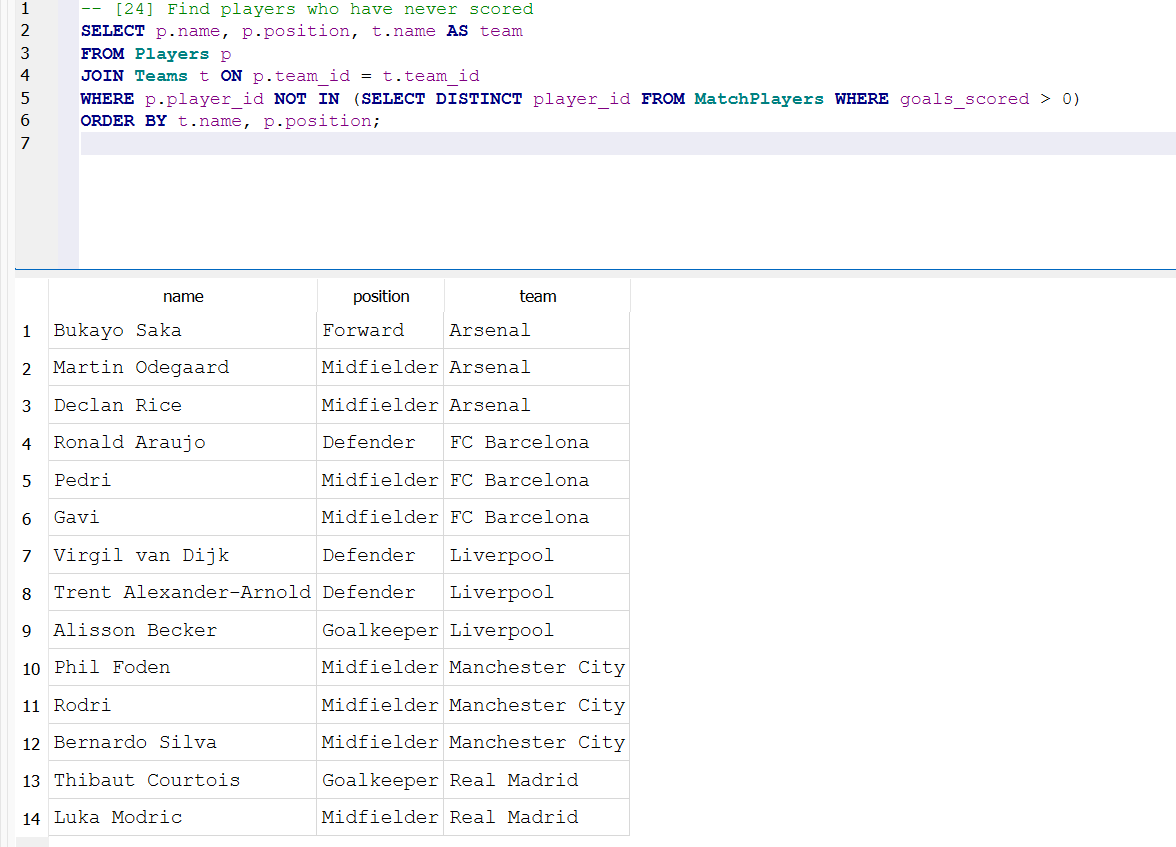 1 -- [24] Find players who have never scored
2 SELECT p.name, p.position, t.name AS team
3 FROM Players p
4 JOIN Teams t ON p.team_id = t.team_id
5 WHERE p.player_id NOT IN (SELECT DISTINCT player_id FROM MatchPlayers WHERE goals_scored > 0)
6 ORDER BY t.name, p.position;
7
name position team
1 Bukayo Saka Forward Arsenal
2 Martin Odegaard Midfielder Arsenal
3 Declan Rice Midfielder Arsenal
4 Ronald Araujo Defender FC Barcelona
5 Pedri Midfielder FC Barcelona
6 Gavi Midfielder FC Barcelona
7 Virgil van Dijk Defender Liverpool
8 Trent Alexander-Arnold Defender Liverpool
9 Alisson Becker Goalkeeper Liverpool
10 Phil Foden Midfielder Manchester City
11 Rodri Midfielder Manchester City
12 Bernardo Silva Midfielder Manchester City
13 Thibaut Courtois Goalkeeper Real Madrid
14 Luka Modric Midfielder Real Madrid